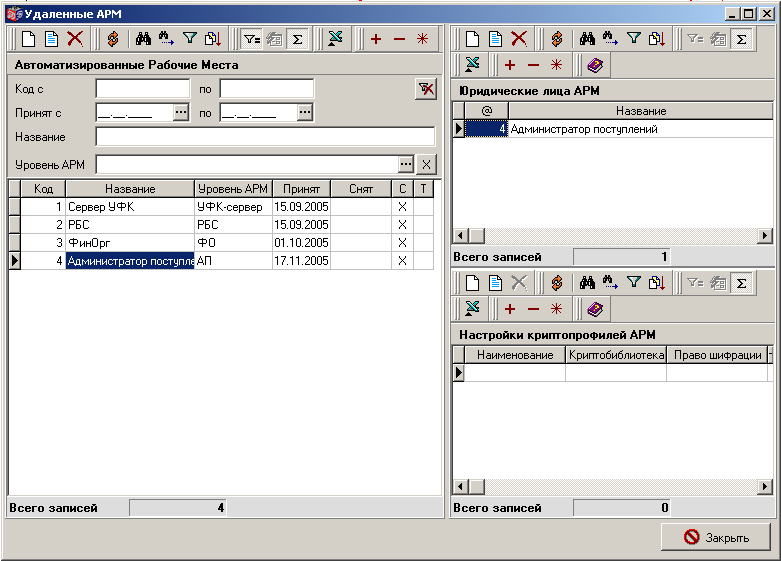 Удаленные АРМ
Автоматизированные Рабочие Места
Код с по
Принят с __.__.____ по __.__.____
Название
Уровень АРМ X
Код Название Уровень АРМ Принят Снят С Т
1 Сервер УФК УФК-сервер 15.09.2005 X
2 РБС РБС 15.09.2005 X
3 ФинОрг ФО 01.10.2005 X
4 Администратор поступле АП 17.11.2005 X
Всего записей 4
Юридические лица АРМ
@ Название
4 Администратор поступлений
Всего записей 1
Настройки криптопрофилей АРМ
Наименование Криптобиблиотека Право шифрации
Всего записей 0
Закрыть